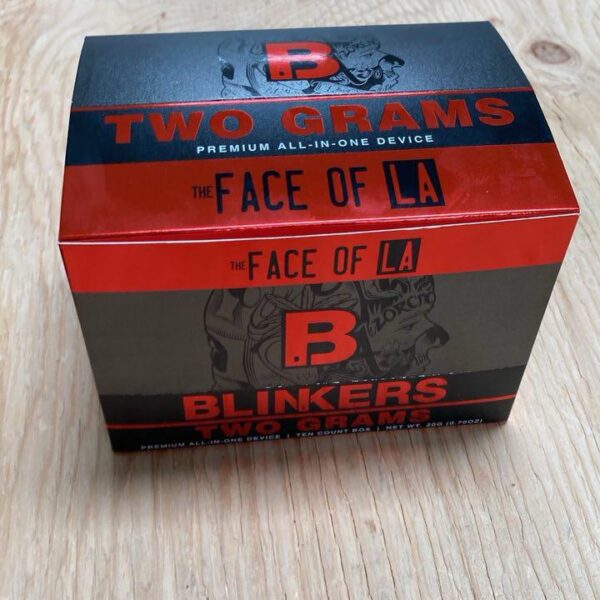 B
TWO GRAMS
PREMIUM ALL-IN-ONE DEVICE
THE FACE OF LA
THE FACE OF LA
B
BLINKERS
TWO GRAMS
PREMIUM ALL-IN-ONE DEVICE | TEN COUNT BOX | NET WT. 20G (0.70OZ)